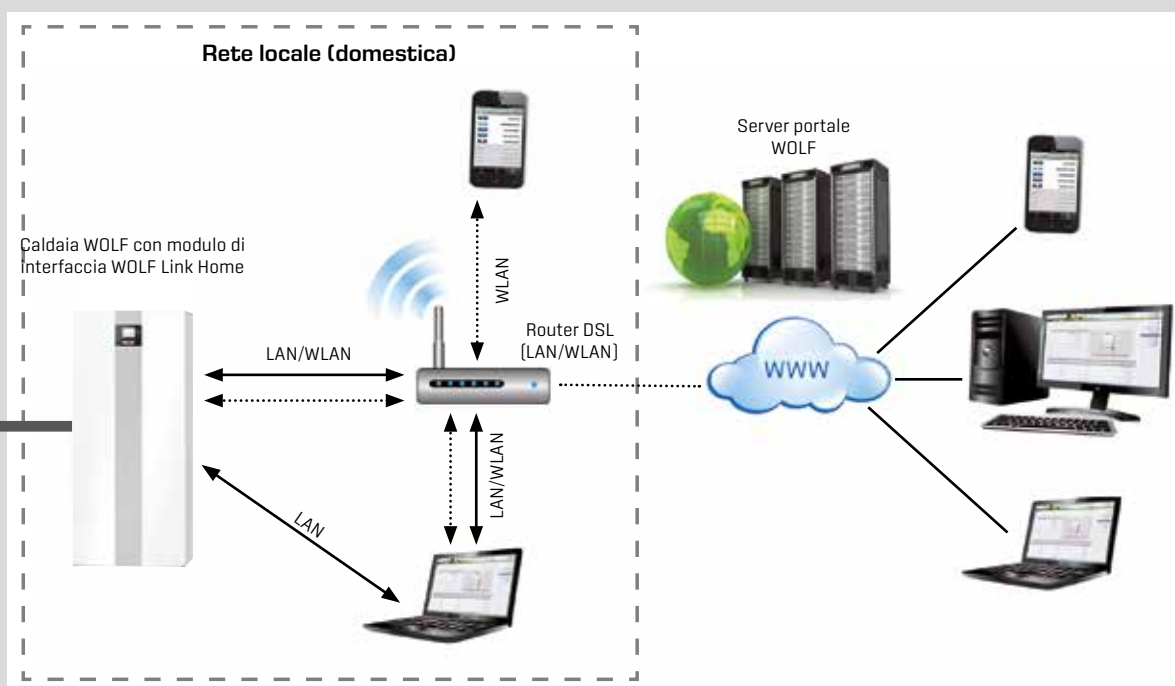 Rete locale (domestica)
Server portale
WOLF
Caldaia WOLF con modulo di
interfaccia WOLF Link Home
WLAN
Router DSL
(LAN/WLAN)
LAN/WLAN
WWW
LAN/WLAN
LAN